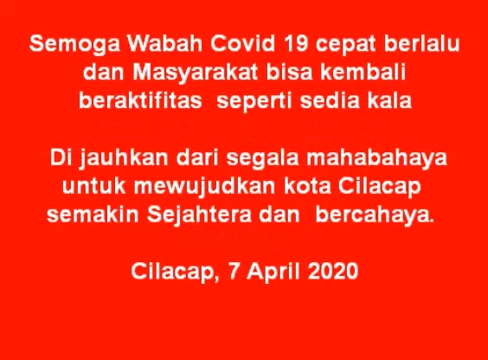 Semoga Wabah Covid 19 cepat berlalu
dan Masyarakat bisa kembali
beraktifitas  seperti sedia kala
Di jauhkan dari segala mahabahaya
untuk mewujudkan kota Cilacap
semakin Sejahtera dan  bercahaya.
Cilacap, 7 April 2020